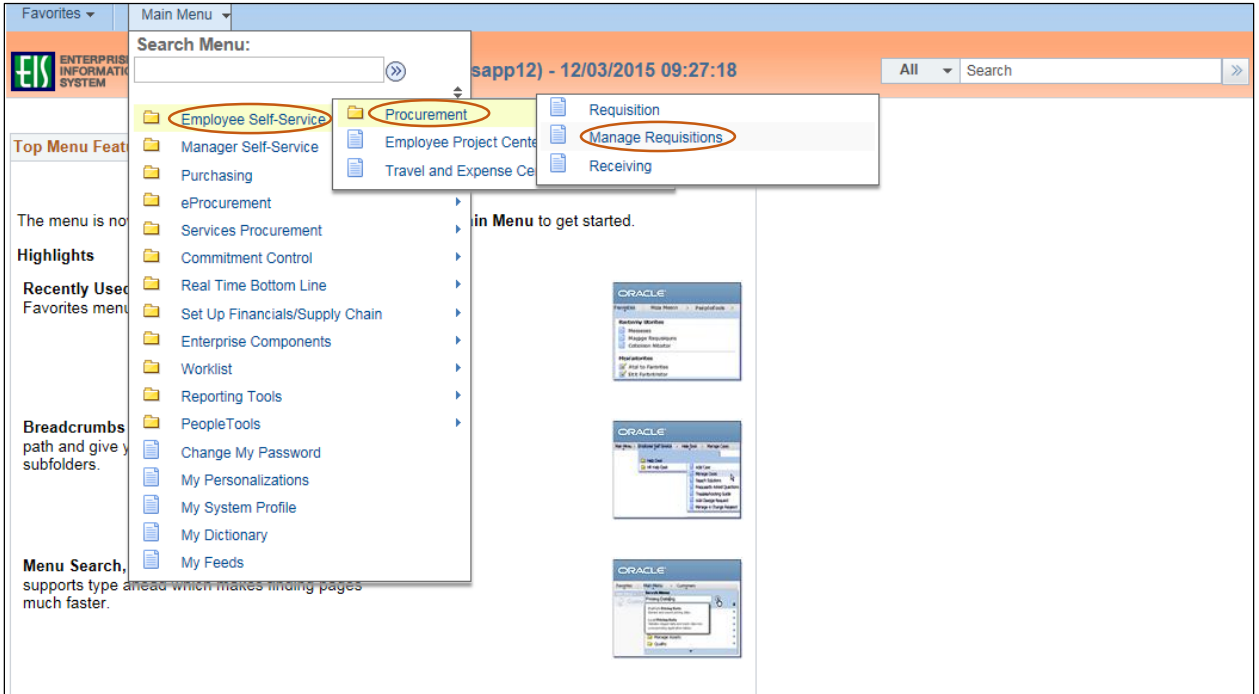 Favorites Main Menu
Search Menu:
ENTERPRIS
INFORMATIO
SYSTEM
EIS
sapp12) - 12/03/2015 09:27:18
All Search
Employee Self-Service
Manager Self-Service
Purchasing
eProcurement
Services Procurement
Commitment Control
Real Time Bottom Line
Set Up Financials/Supply Chain
Enterprise Components
Worklist
Reporting Tools
PeopleTools
Change My Password
My Personalizations
My System Profile
My Dictionary
My Feeds
Procurement
Employee Project Cente
Travel and Expense Ce
Requisition
Manage Requisitions
Receiving
Top Menu Feat
The menu is no in Menu to get started.
Highlights
Recently Used
Favorites menu
ORACLE
Breadcrumbs
path and give y
subfolders.
ORACLE
Menu Search,
supports type ahead which makes finding pages
much faster.
ORACLE